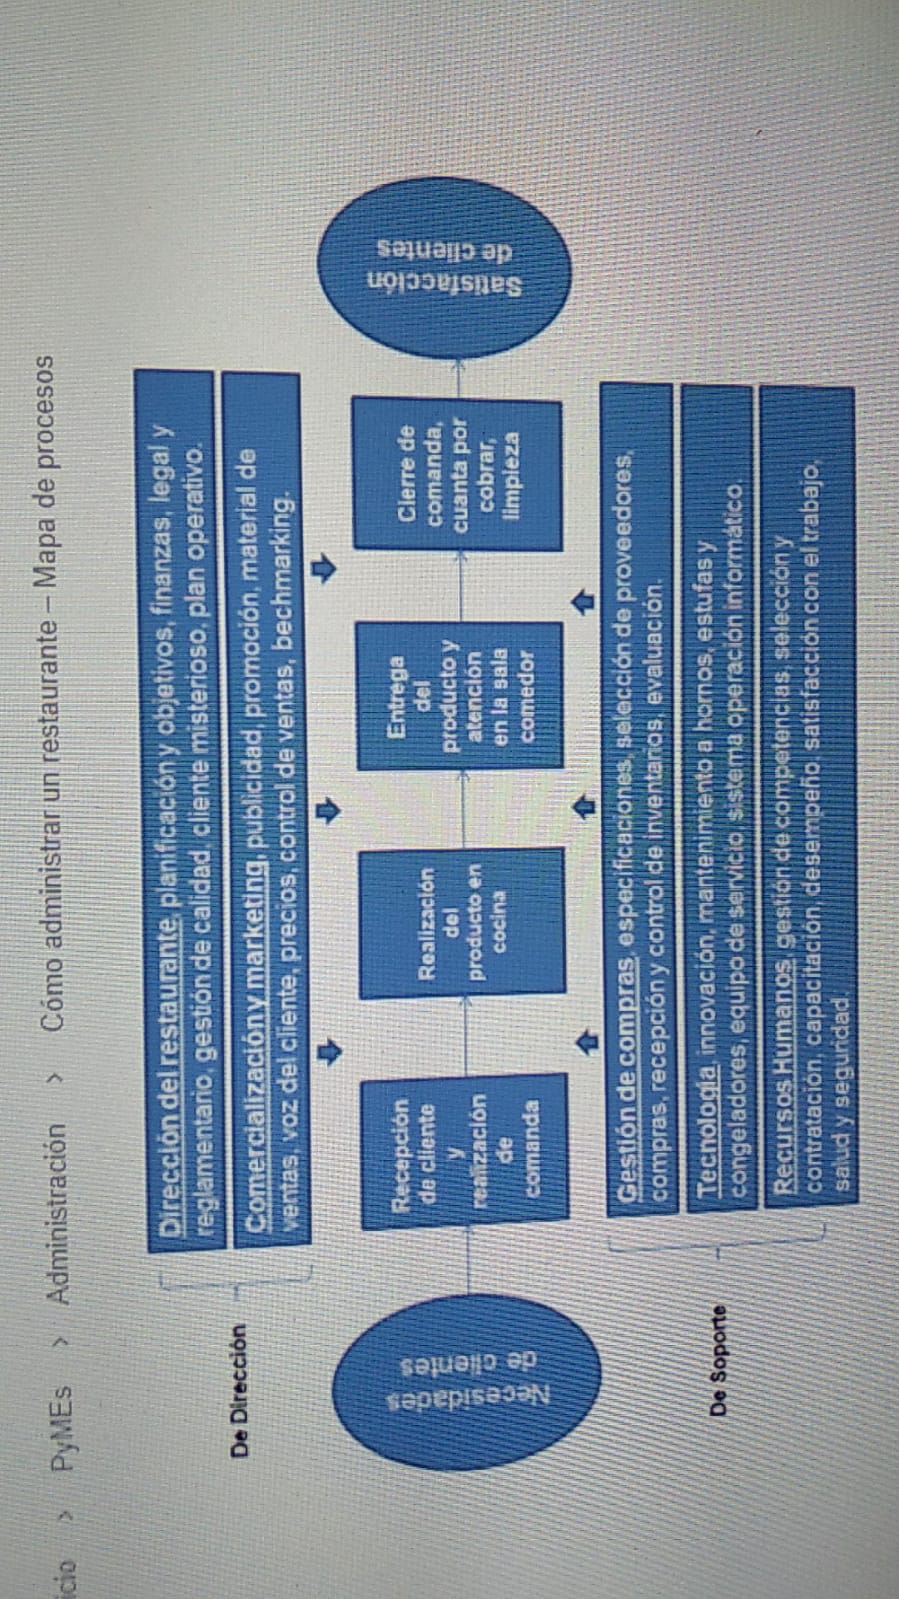 icio > PyMEs > Administración > Cómo administrar un restaurante – Mapa de procesos
De Dirección
Dirección del restaurante, planificación y objetivos, finanzas, legal y
reglamentario, gestión de calidad, cliente misterioso, plan operativo.
Comercialización y marketing, publicidad, promoción, material de
ventas, voz del cliente, precios, control de ventas, bechmarking.
Necesidades
de clientes
Recepción
de cliente
y
realización
de
comanda
Realización
del
producto en
cocina
Entrega
del
producto y
atención
en la sala
comedor
Cierre de
comanda,
cuanta por
cobrar,
limpieza
Satisfacción
de clientes
De Soporte
Gestión de compras, especificaciones, selección de proveedores,
compras, recepción y control de inventarios, evaluación.
Tecnología, innovación, mantenimiento a hornos, estufas y
congeladores, equipo de servicio, sistema operación informático.
Recursos Humanos, gestión de competencias, selección y
contratación, capacitación, desempeño, satisfacción con el trabajo,
salud y seguridad.